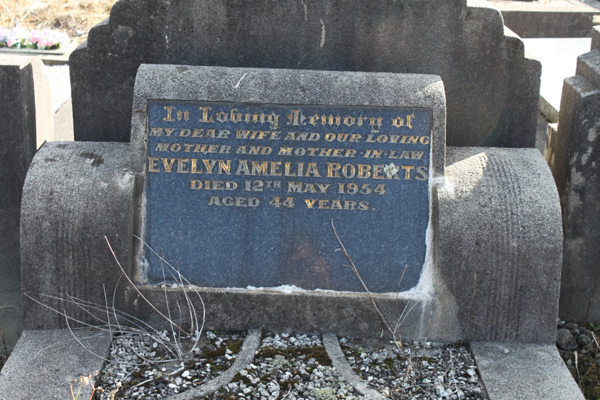 In Loving Memory of
MY DEAR WIFE AND OUR LOVING
MOTHER AND MOTHER-IN-LAW
EVELYN AMELIA ROBERTS
DIED 12TH MAY 1954
AGED 44 YEARS.